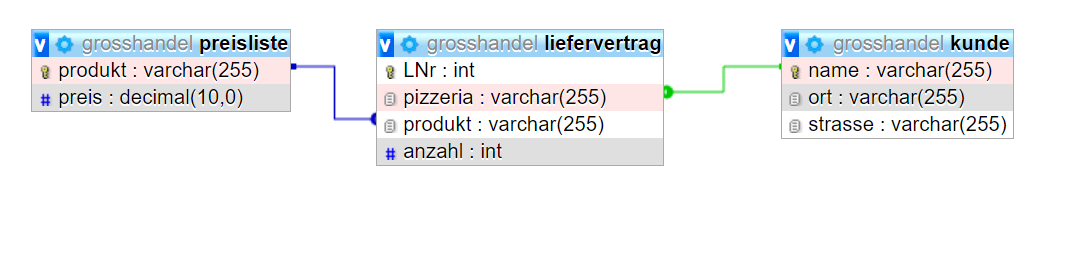 v grosshandel preisliste
produkt : varchar(255)
# preis : decimal(10,0)
v grosshandel liefervertrag
LNr : int
pizzeria : varchar(255)
produkt : varchar(255)
# anzahl : int
v grosshandel kunde
name : varchar(255)
ort : varchar(255)
strasse : varchar(255)